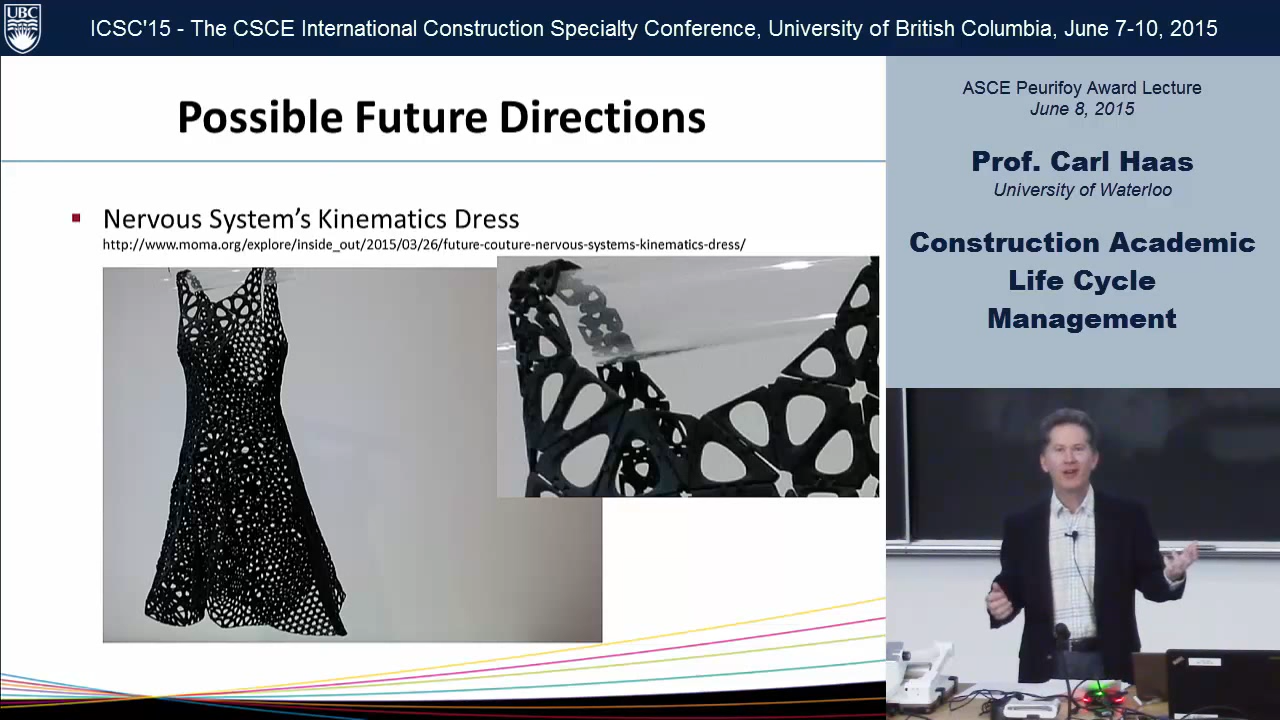 UBC
ICSC'15 - The CSCE International Construction Specialty Conference, University of British Columbia, June 7-10, 2015
Possible Future Directions
Nervous System's Kinematics Dress
http://www.moma.org/explore/inside_out/2015/03/26/future-couture-nervous-systems-kinematics-dress/
ASCE Peurifoy Award Lecture
June 8, 2015
Prof. Carl Haas
University of Waterloo
Construction Academic
Life Cycle
Management